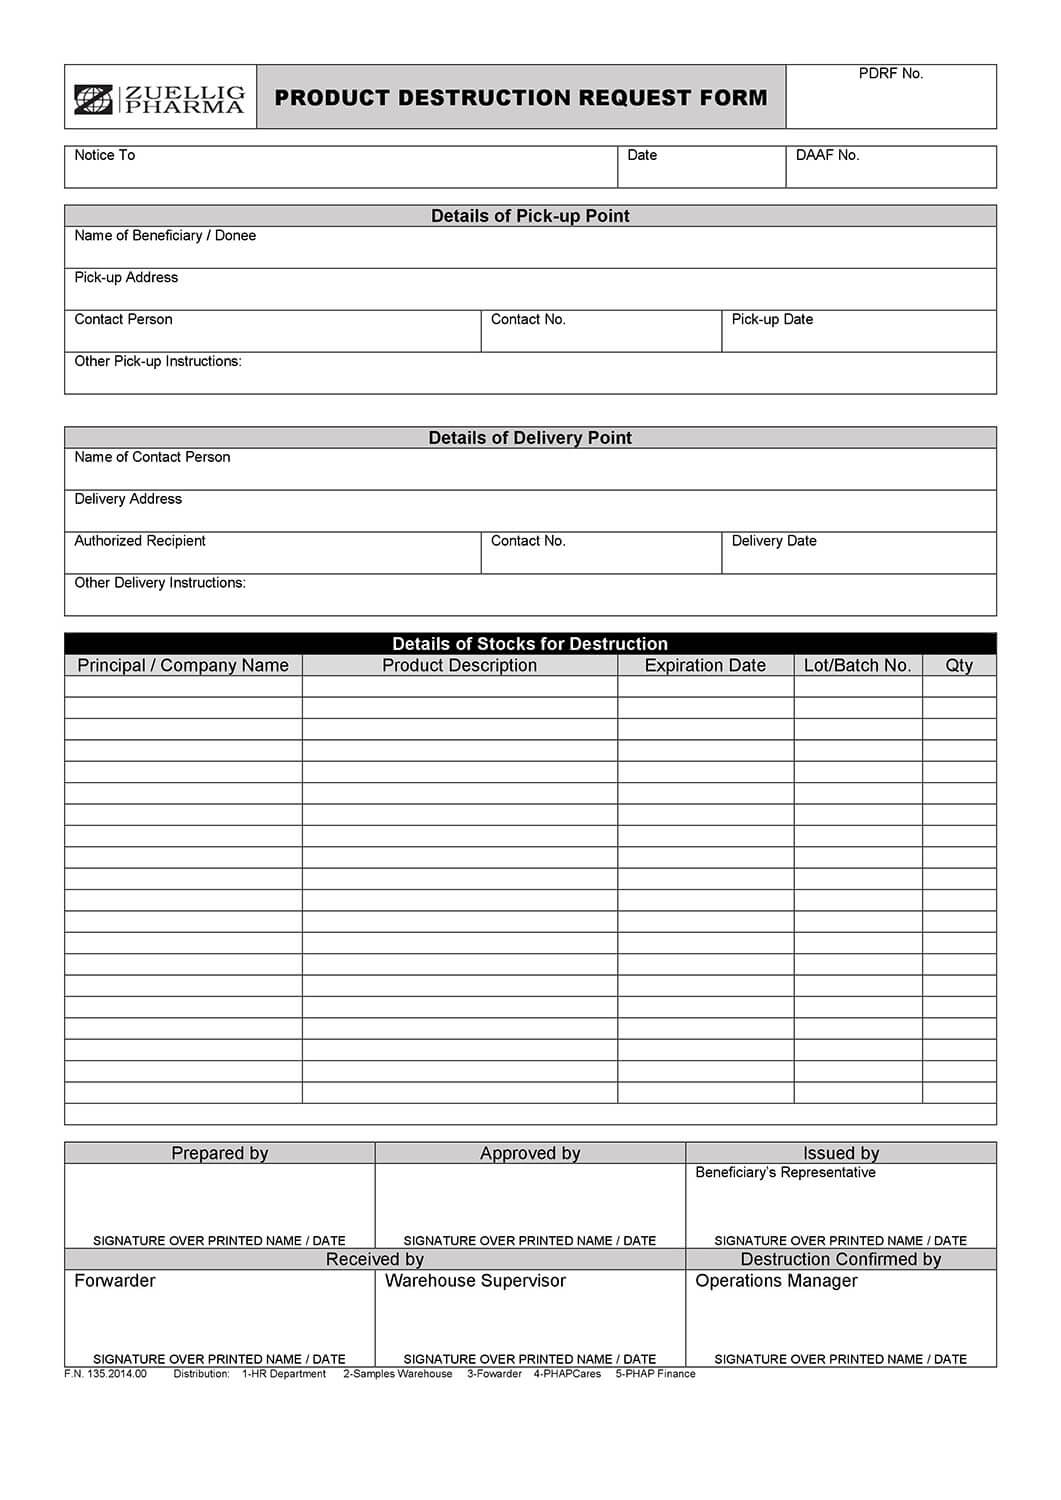 ZUELLIG
PHARMA
PRODUCT DESTRUCTION REQUEST FORM
PDRF No.
Notice To Date DAAF No.
Details of Pick-up Point
Name of Beneficiary / Donee
Pick-up Address
Contact Person Contact No. Pick-up Date
Other Pick-up Instructions:
Details of Delivery Point
Name of Contact Person
Delivery Address
Authorized Recipient Contact No. Delivery Date
Other Delivery Instructions:
Details of Stocks for Destruction
Principal / Company Name Product Description Expiration Date Lot/Batch No. Qty
Prepared by Approved by Issued by
Beneficiary's Representative
SIGNATURE OVER PRINTED NAME / DATE SIGNATURE OVER PRINTED NAME / DATE SIGNATURE OVER PRINTED NAME / DATE
Received by Destruction Confirmed by
Forwarder Warehouse Supervisor Operations Manager
SIGNATURE OVER PRINTED NAME / DATE SIGNATURE OVER PRINTED NAME / DATE SIGNATURE OVER PRINTED NAME / DATE
F.N. 135.2014.00 Distribution: 1-HR Department 2-Samples Warehouse 3-Fowarder 4-PHAPCares 5-PHAP Finance